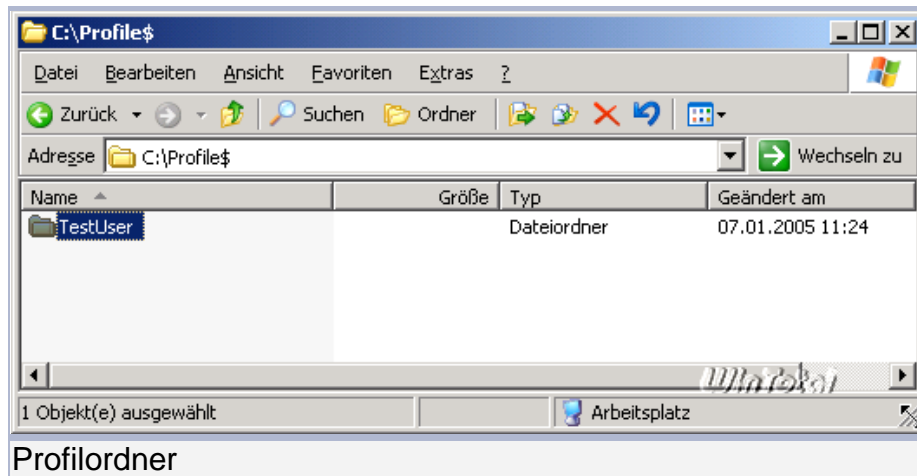 C:\Profile$
Datei Bearbeiten Ansicht Favoriten Extras ?
Zurück Suchen Ordner
Adresse C:\Profile$ Wechseln zu
Name Größe Typ Geändert am
TestUser Dateiordner 07.01.2005 11:24
1 Objekt(e) ausgewählt Arbeitsplatz
Profilordner